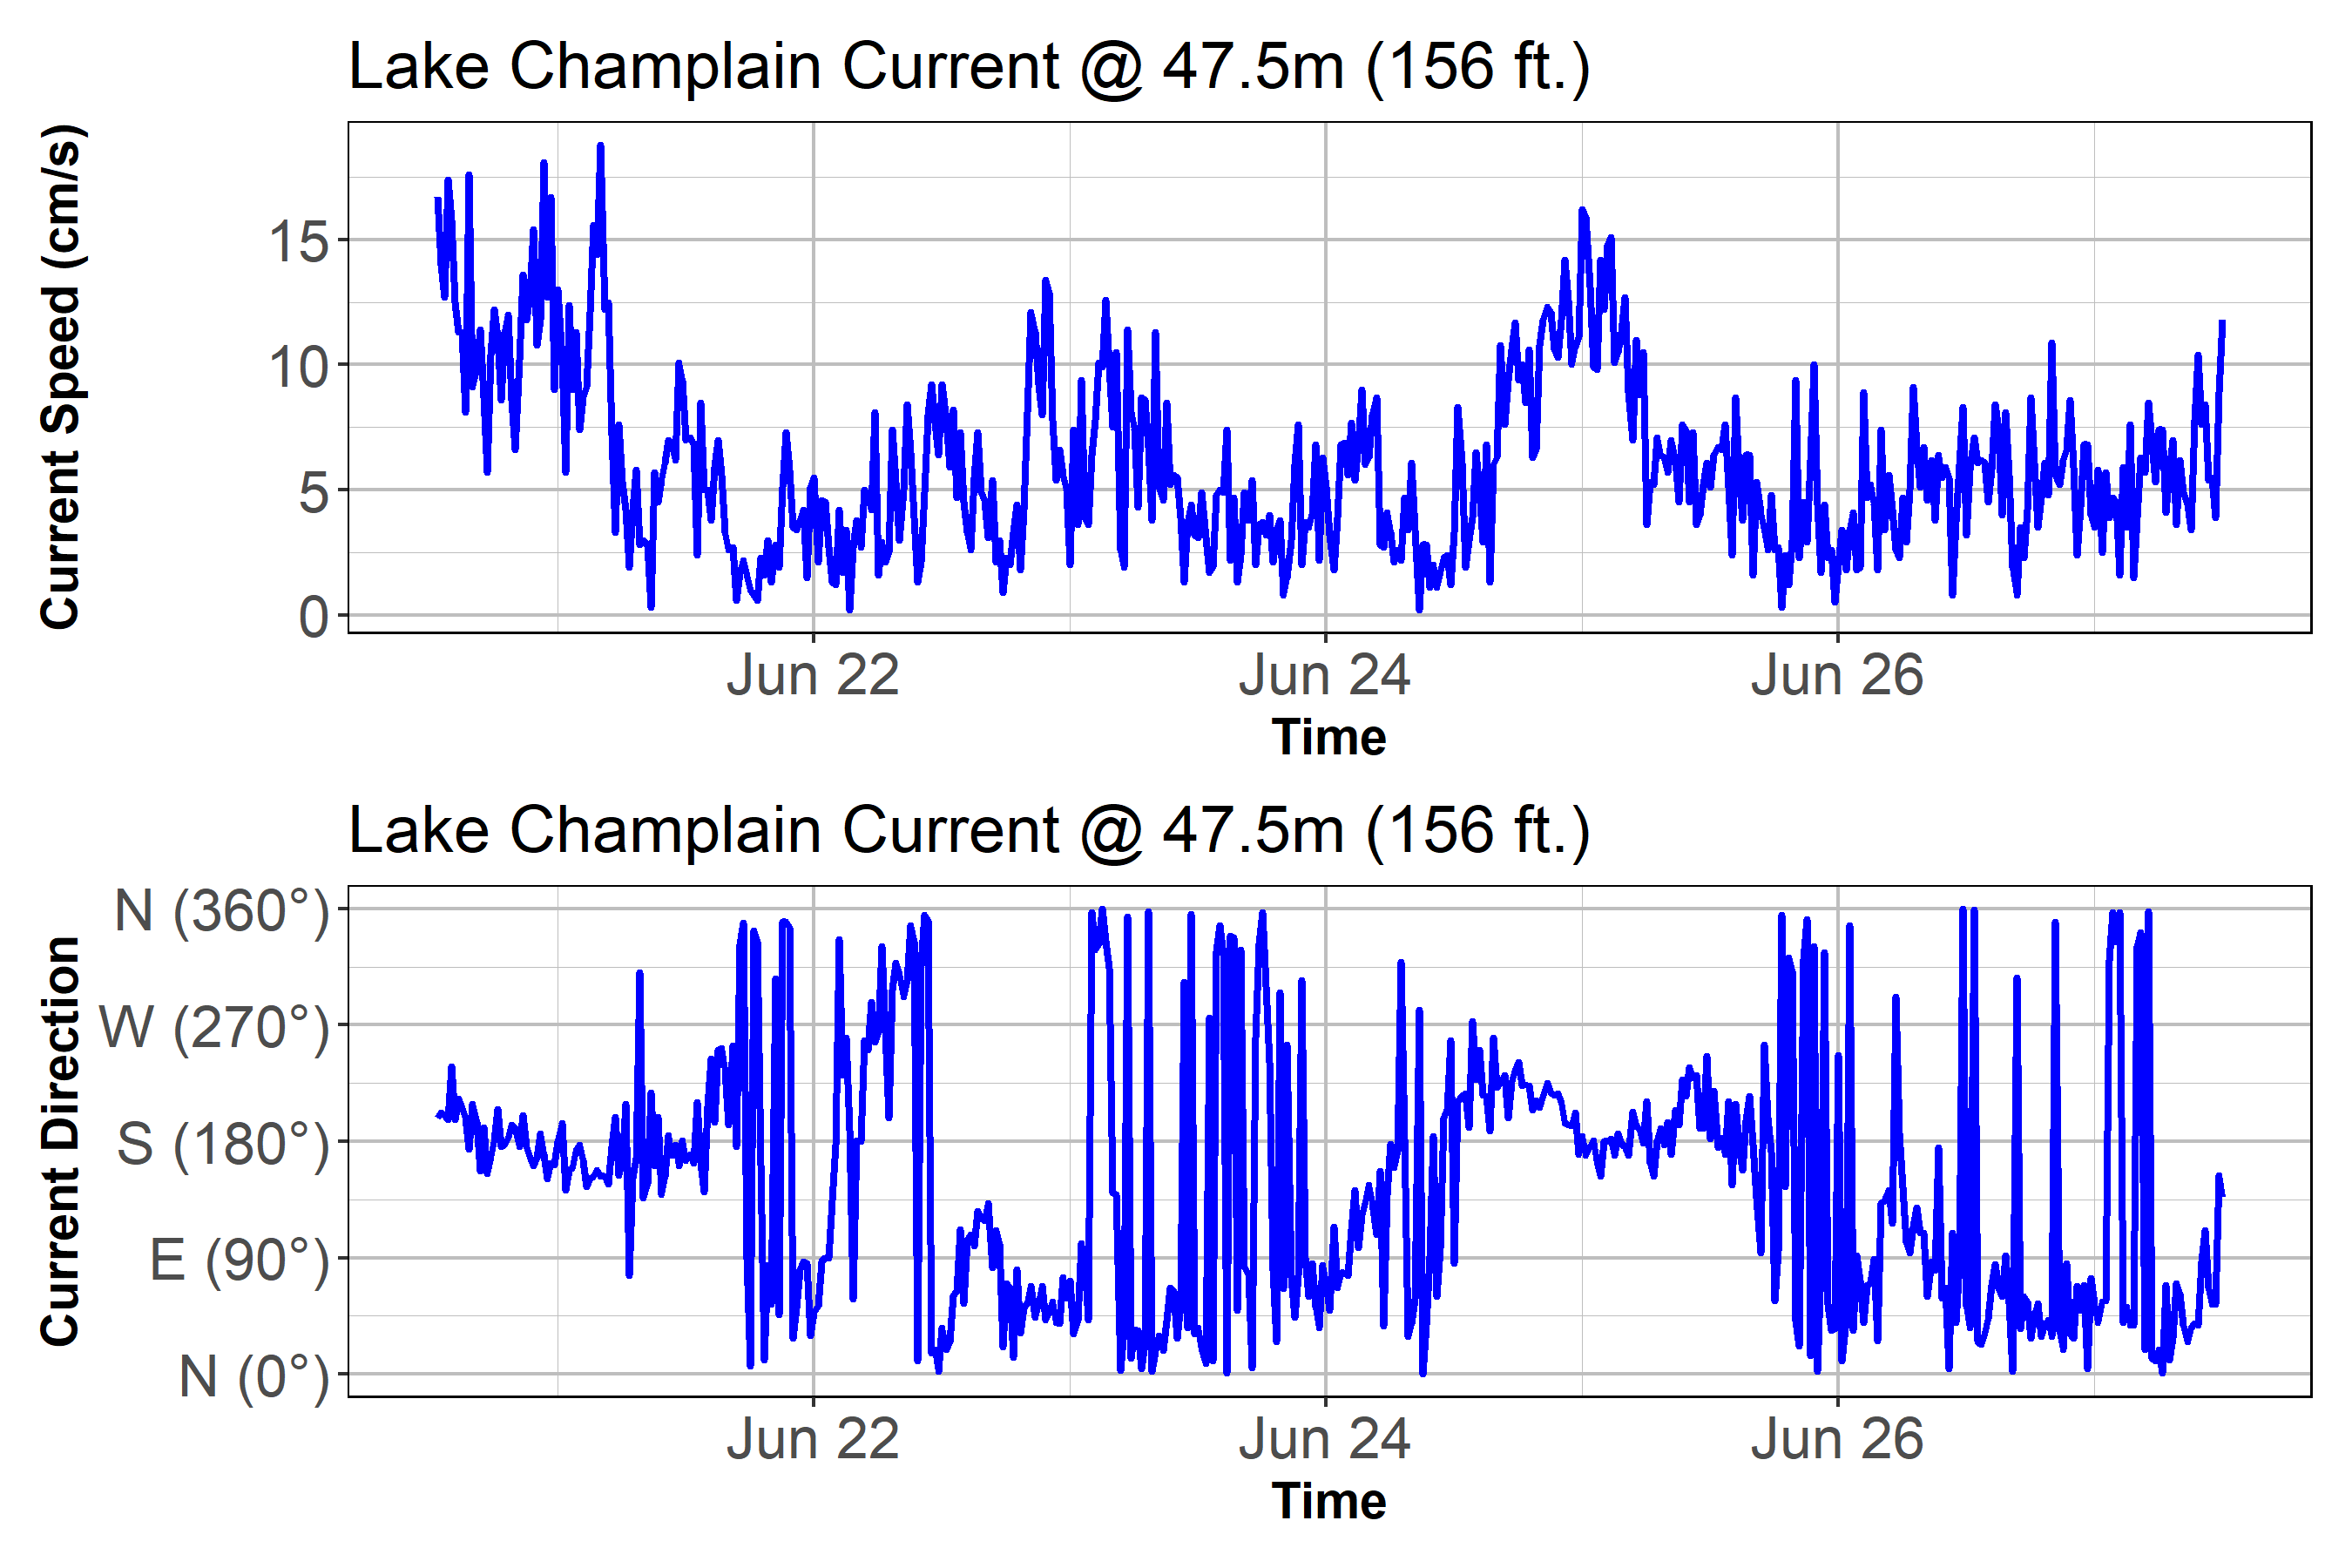 Lake Champlain Current @ 47.5m (156 ft.)
Current Speed (cm/s)
15
10
5
0
Jun 22 Jun 24 Jun 26
Time
Lake Champlain Current @ 47.5m (156 ft.)
Current Direction
N (360°)
W (270°)
S (180°)
E (90°)
N (0°)
Jun 22 Jun 24 Jun 26
Time